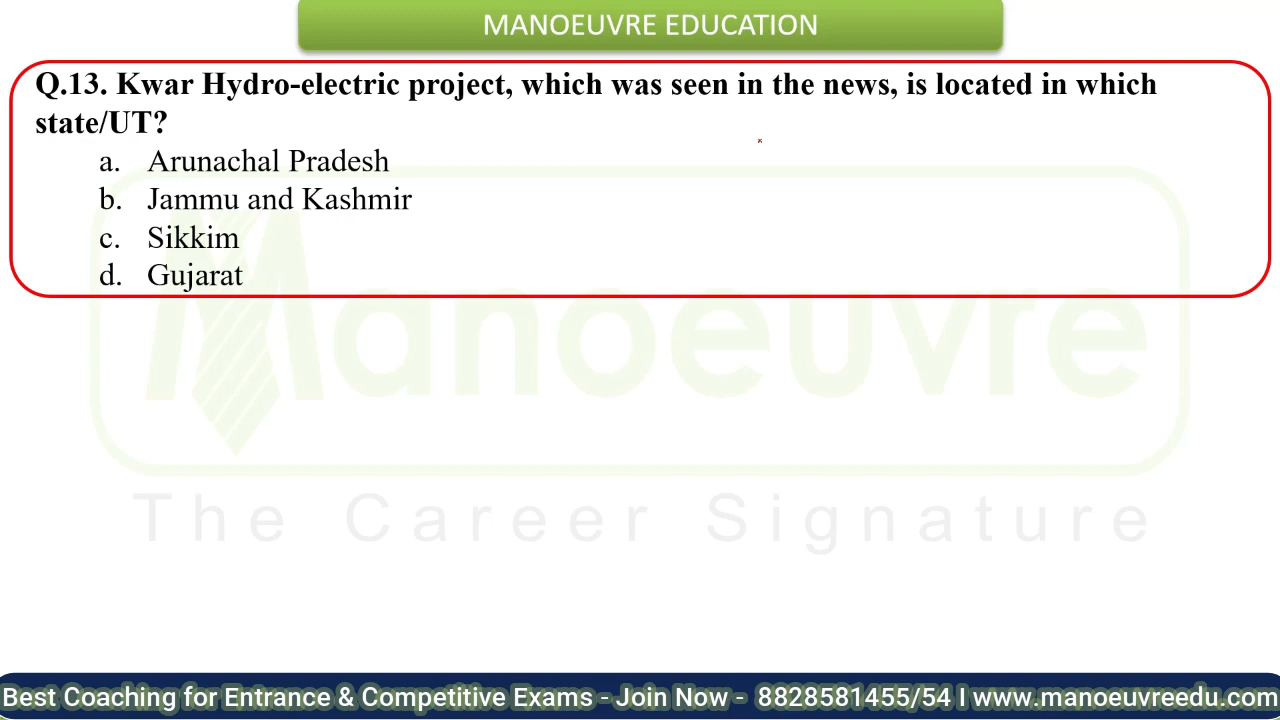 MANOEUVRE EDUCATION
Q.13. Kwar Hydro-electric project, which was seen in the news, is located in which
state/UT?
a. Arunachal Pradesh
b. Jammu and Kashmir
c. Sikkim
d. Gujarat
Manoeuvre
The Career Signature
Best Coaching for Entrance & Competitive Exams - Join Now - 8828581455/54 I www.manoeuvreedu.com